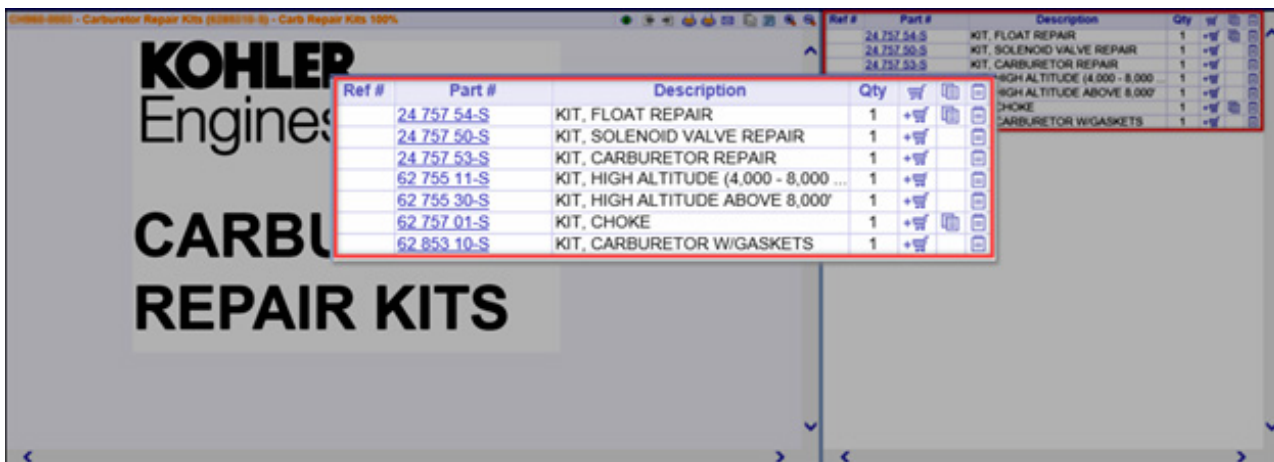 - Carburetor Repair Kits
- Carb Repair Kits 100%
KOHLER
Engines
CARBU
REPAIR KITS
Ref # Part # Description Qty
24 757 54-S KIT, FLOAT REPAIR 1
24 757 50-S KIT, SOLENOID VALVE REPAIR 1
24 757 53-S KIT, CARBURETOR REPAIR 1
62 755 11-S KIT, HIGH ALTITUDE (4,000 - 8,000 ... 1
62 755 30-S KIT, HIGH ALTITUDE ABOVE 8,000' 1
62 757 01-S KIT, CHOKE 1
62 853 10-S KIT, CARBURETOR W/GASKETS 1
Ref # Part # Description Qty
24 757 54-S KIT, FLOAT REPAIR 1
24 757 50-S KIT, SOLENOID VALVE REPAIR 1
24 757 53-S KIT, CARBURETOR REPAIR 1
HIGH ALTITUDE (4,000 - 8,000 ... 1
HIGH ALTITUDE ABOVE 8,000' 1
CHOKE 1
CARBURETOR W/GASKETS 1